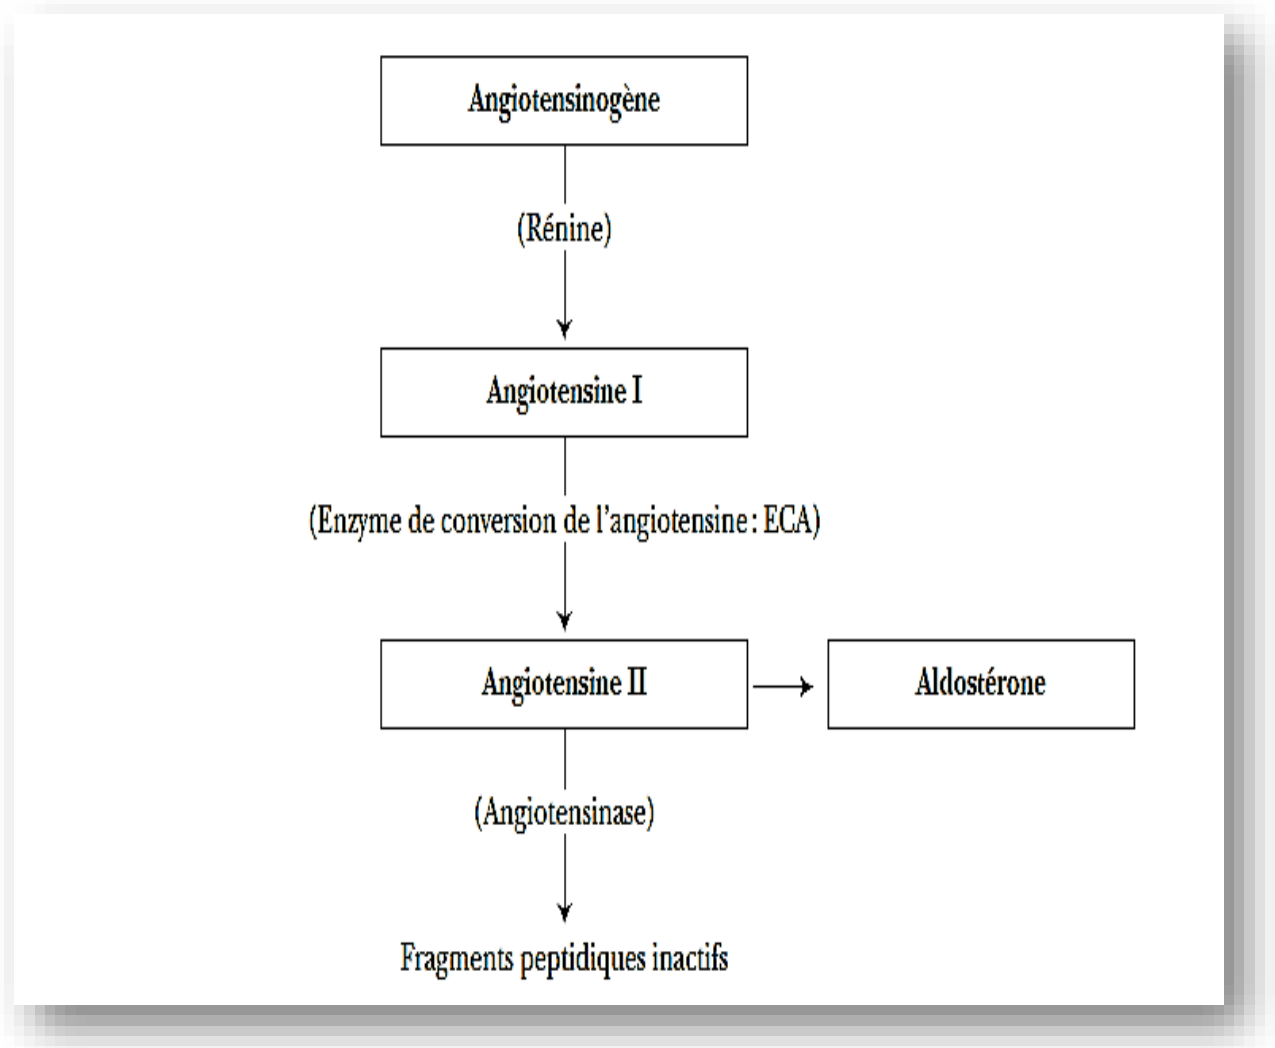 Angiotensinogène
(Rénine)
Angiotensine I
(Enzyme de conversion de l’angiotensine : ECA)
Angiotensine II
Aldostérone
(Angiotensinase)
Fragments peptidiques inactifs